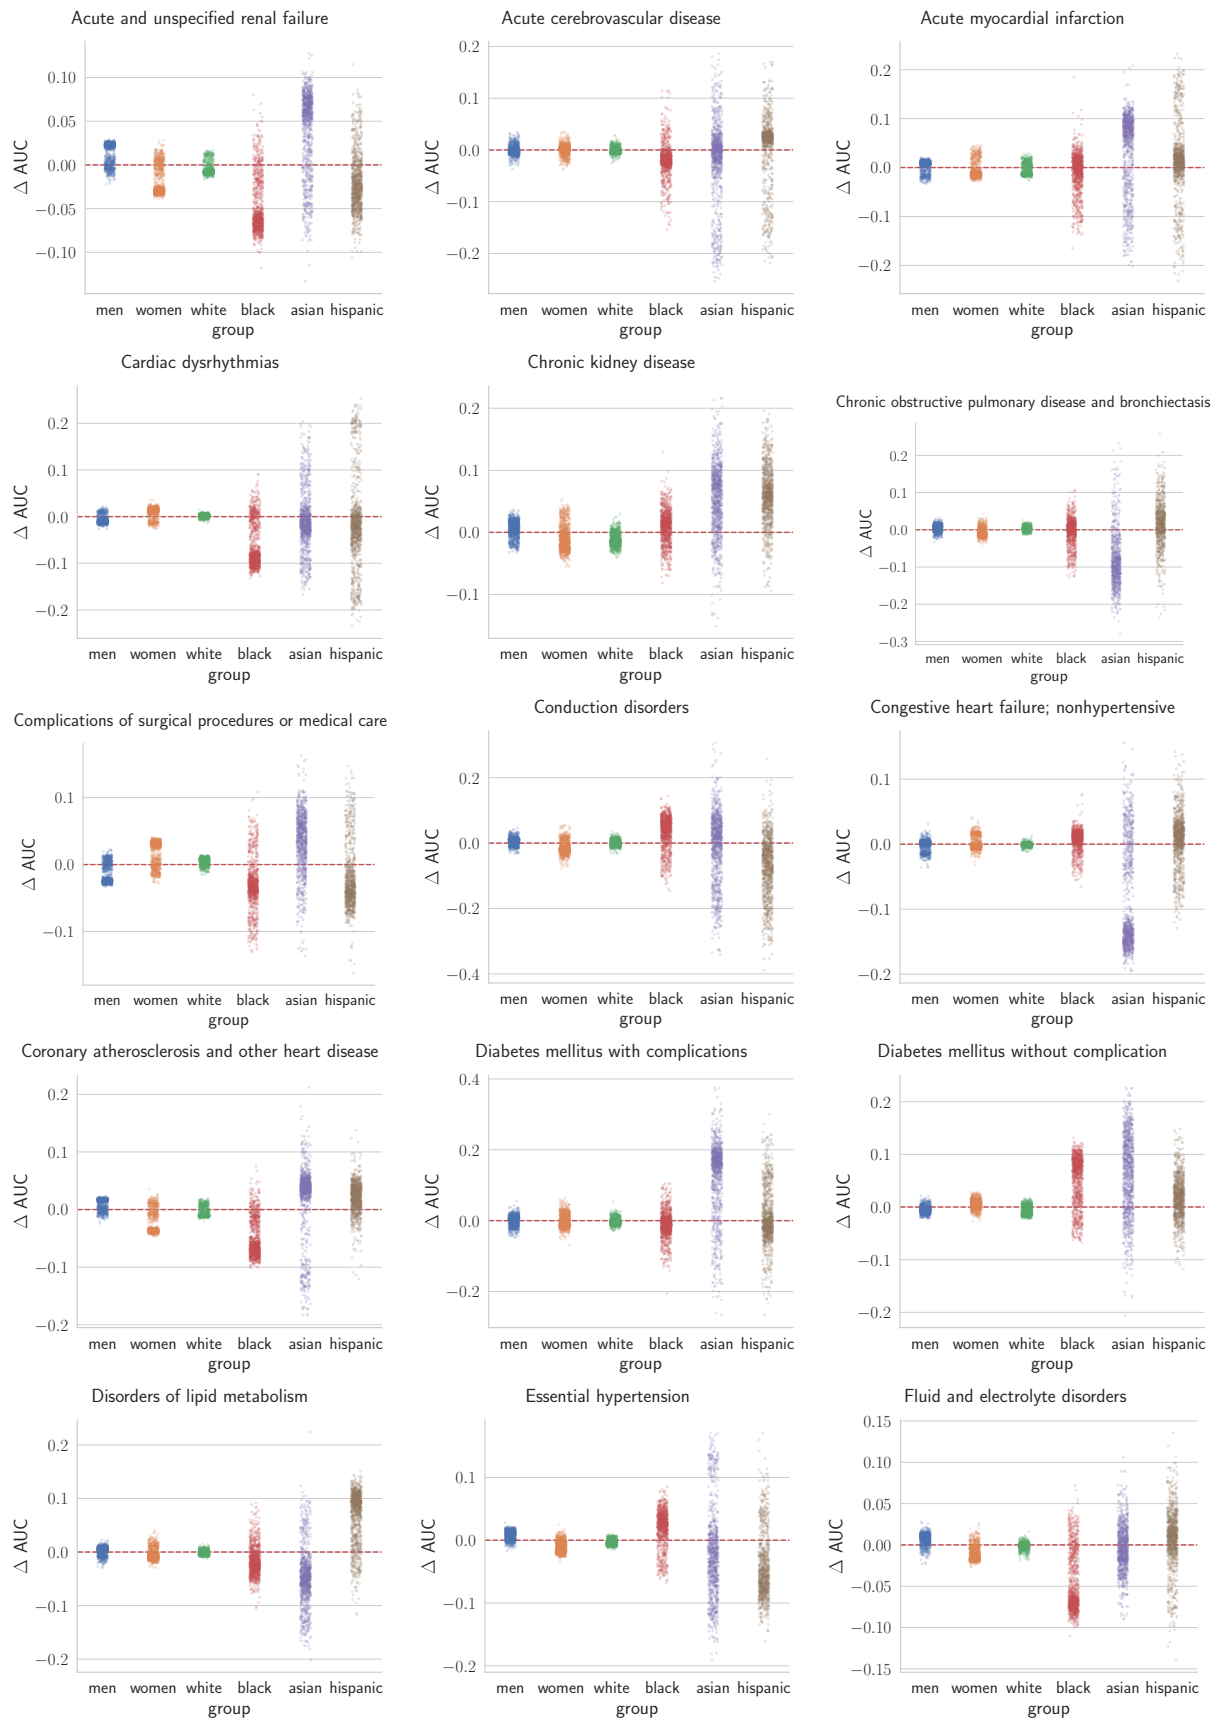 Acute and unspecified renal failure
0.10
0.05
0.00
−0.05
−0.10
△ AUC
men women white black asian hispanic
group
Acute cerebrovascular disease
0.2
0.1
0.0
−0.1
−0.2
△ AUC
men women white black asian hispanic
group
Acute myocardial infarction
0.2
0.1
0.0
−0.1
−0.2
△ AUC
men women white black asian hispanic
group
Cardiac dysrhythmias
0.2
0.1
0.0
−0.1
−0.2
△ AUC
men women white black asian hispanic
group
Chronic kidney disease
0.2
0.1
0.0
−0.1
△ AUC
men women white black asian hispanic
group
Chronic obstructive pulmonary disease and bronchiectasis
0.2
0.1
0.0
−0.1
−0.2
−0.3
△ AUC
men women white black asian hispanic
group
Complications of surgical procedures or medical care
0.1
0.0
−0.1
△ AUC
men women white black asian hispanic
group
Conduction disorders
0.2
0.0
−0.2
−0.4
△ AUC
men women white black asian hispanic
group
Congestive heart failure; nonhypertensive
0.1
0.0
−0.1
−0.2
△ AUC
men women white black asian hispanic
group
Coronary atherosclerosis and other heart disease
0.2
0.1
0.0
−0.1
−0.2
△ AUC
men women white black asian hispanic
group
Diabetes mellitus with complications
0.4
0.2
0.0
−0.2
△ AUC
men women white black asian hispanic
group
Diabetes mellitus without complication
0.2
0.1
0.0
−0.1
−0.2
△ AUC
men women white black asian hispanic
group
Disorders of lipid metabolism
0.2
0.1
0.0
−0.1
−0.2
△ AUC
men women white black asian hispanic
group
Essential hypertension
0.1
0.0
−0.1
−0.2
△ AUC
men women white black asian hispanic
group
Fluid and electrolyte disorders
0.15
0.10
0.05
0.00
−0.05
−0.10
−0.15
△ AUC
men women white black asian hispanic
group